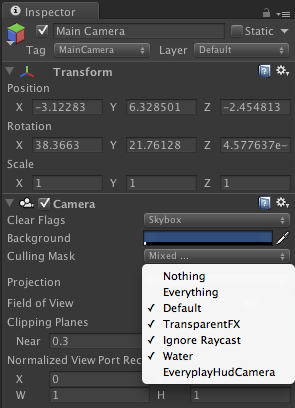 Inspector
Main Camera Static
Tag MainCamera Layer Default
Transform
Position
X -3.12283 Y 6.328501 Z -2.454813
Rotation
X 38.3663 Y 21.76128 Z 4.577637e-
Scale
X 1 Y 1 Z 1
Camera
Clear Flags Skybox
Background
Culling Mask Mixed ...
Nothing
Projection Everything
Field of View ✓ Default
Clipping Planes ✓ TransparentFX
Near 0.3 ✓ Ignore Raycast
Normalized View Port Rec ✓ Water
X 0 EveryplayHudCamera
W 1 H 1